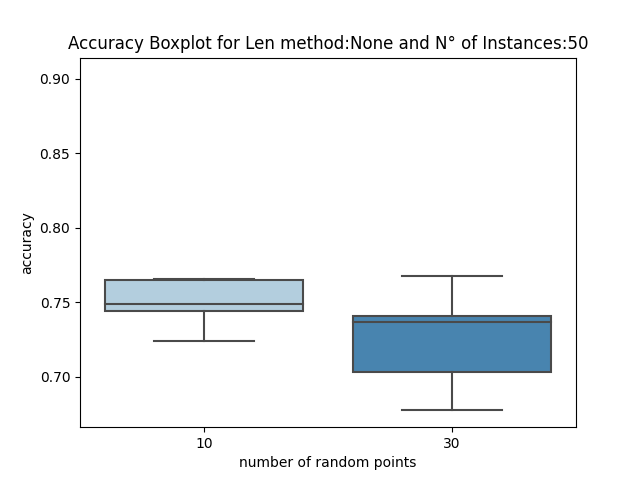 Accuracy Boxplot for Len method:None and N° of Instances:50
0.90
0.85
0.80
0.75
0.70
accuracy
10 30
number of random points